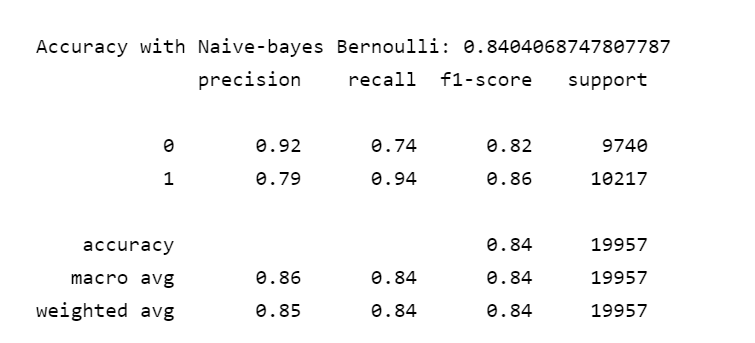 Accuracy with Naive-bayes Bernoulli: 0.8404068747807787
precision recall f1-score support
0 0.92 0.74 0.82 9740
1 0.79 0.94 0.86 10217
accuracy 0.84 19957
macro avg 0.86 0.84 0.84 19957
weighted avg 0.85 0.84 0.84 19957